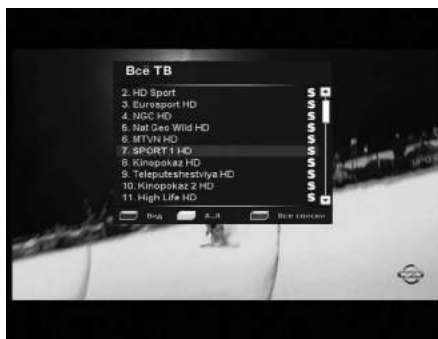 Всё ТВ
2. HD Sport S
3. Eurosport HD S
4. NGC HD S
5. Nat Geo Wild HD S
6. MTVN HD S
7. SPORT 1 HD S
8. Kinopokaz HD S
9. Teleputeshestviya HD S
10. Kinopokaz 2 HD S
11. High Life HD S
Вид А..Я Все списки